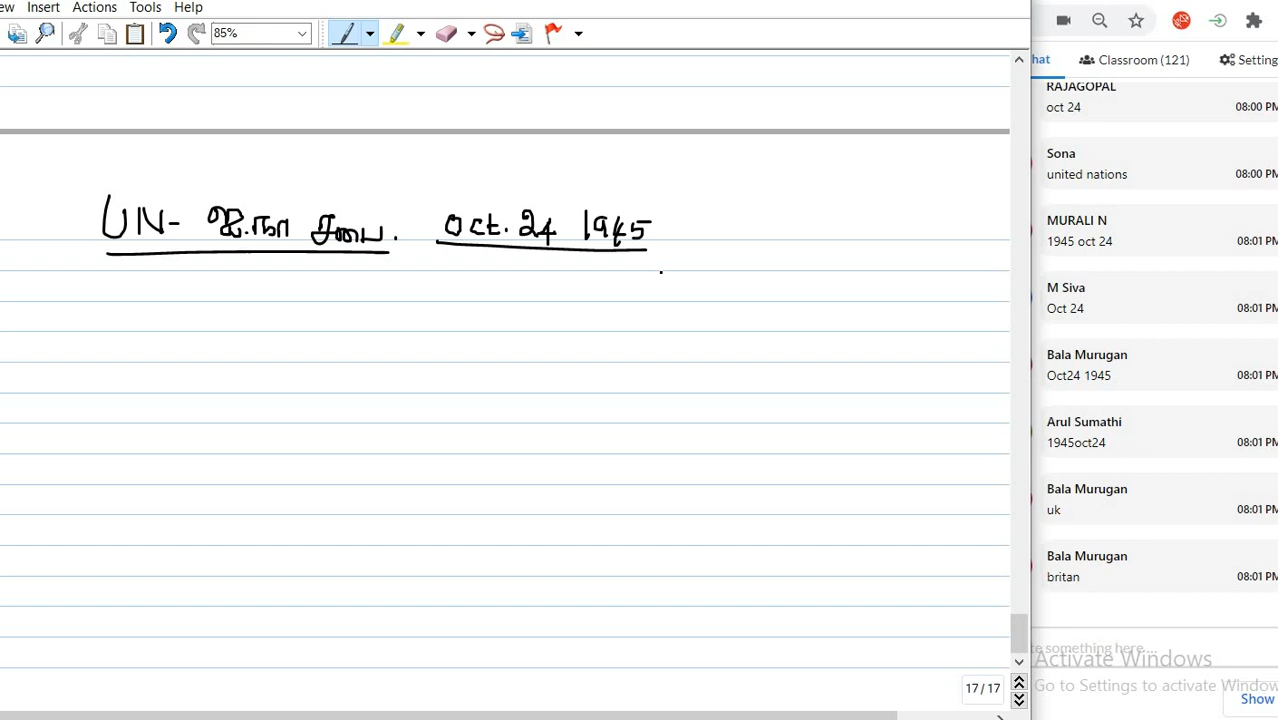 ew Insert Actions Tools Help
85%
UN- ஐ.நா சபை. Oct. 24 1945
17 / 17
hat Classroom (121) Setting
RAJAGOPAL
oct 24 08:00 PM
Sona
united nations 08:00 PM
MURALI N
1945 oct 24 08:01 PM
M Siva
Oct 24 08:01 PM
Bala Murugan
Oct24 1945 08:01 PM
Arul Sumathi
1945oct24 08:01 PM
Bala Murugan
uk 08:01 PM
Bala Murugan
britan 08:01 PM
te something here....
Activate Windows
Go to Settings to activate Window
Show